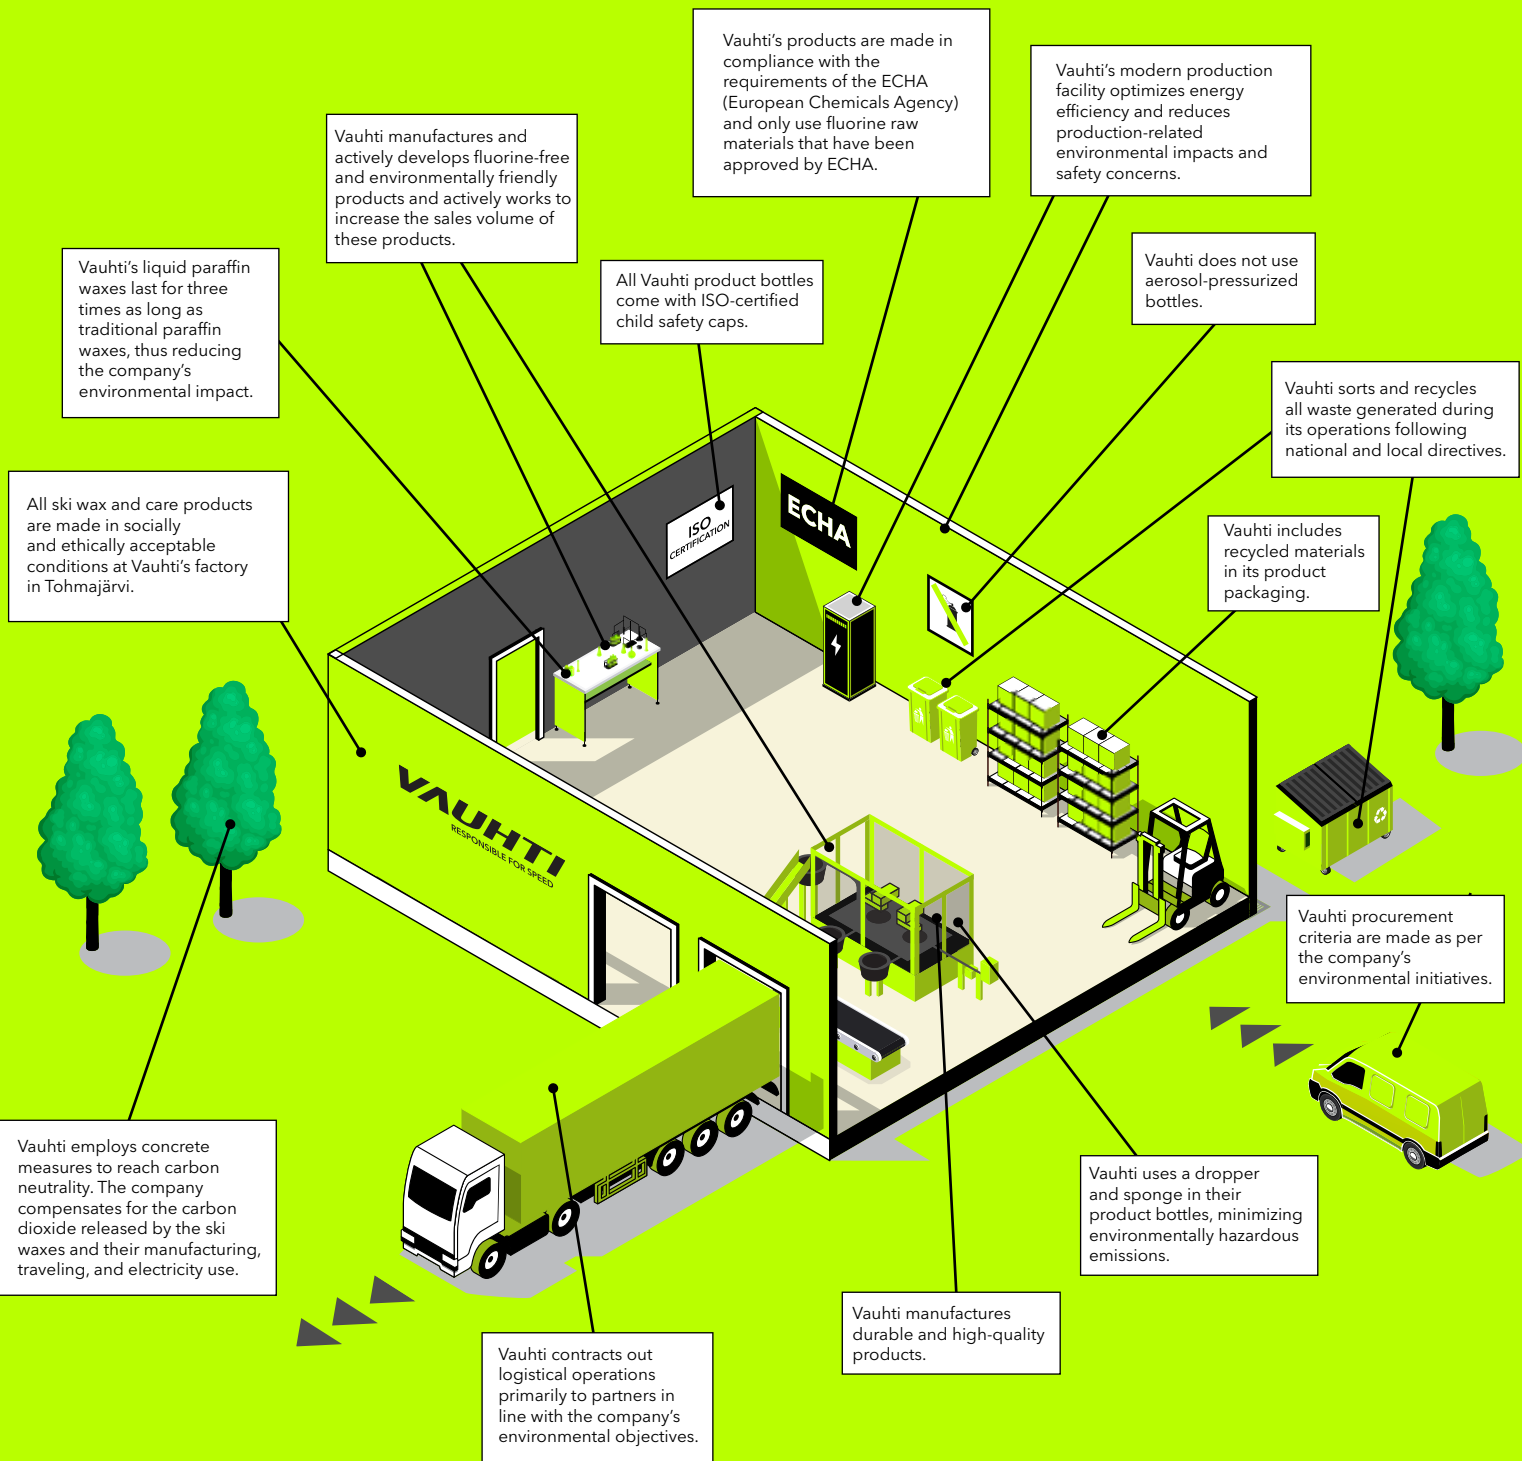 Vauhti's products are made in
compliance with the
requirements of the ECHA
(European Chemicals Agency)
and only use fluorine raw
materials that have been
approved by ECHA.
Vauhti's modern production
facility optimizes energy
efficiency and reduces
production-related
environmental impacts and
safety concerns.
Vauhti manufactures and
actively develops fluorine-free
and environmentally friendly
products and actively works to
increase the sales volume of
these products.
Vauhti's liquid paraffin
waxes last for three
times as long as
traditional paraffin
waxes, thus reducing
the company's
environmental impact.
All Vauhti product bottles
come with ISO-certified
child safety caps.
Vauhti does not use
aerosol-pressurized
bottles.
Vauhti sorts and recycles
all waste generated during
its operations following
national and local directives.
All ski wax and care products
are made in socially
and ethically acceptable
conditions at Vauhti's factory
in Tohmajärvi.
ISO
CERTIFICATION
ECHA
Vauhti includes
recycled materials
in its product
packaging.
VAUHTI
RESPONSIBLE FOR SPEED
Vauhti procurement
criteria are made as per
the company's
environmental initiatives.
Vauhti employs concrete
measures to reach carbon
neutrality. The company
compensates for the carbon
dioxide released by the ski
waxes and their manufacturing,
traveling, and electricity use.
Vauhti uses a dropper
and sponge in their
product bottles, minimizing
environmentally hazardous
emissions.
Vauhti manufactures
durable and high-quality
products.
Vauhti contracts out
logistical operations
primarily to partners in
line with the company's
environmental objectives.